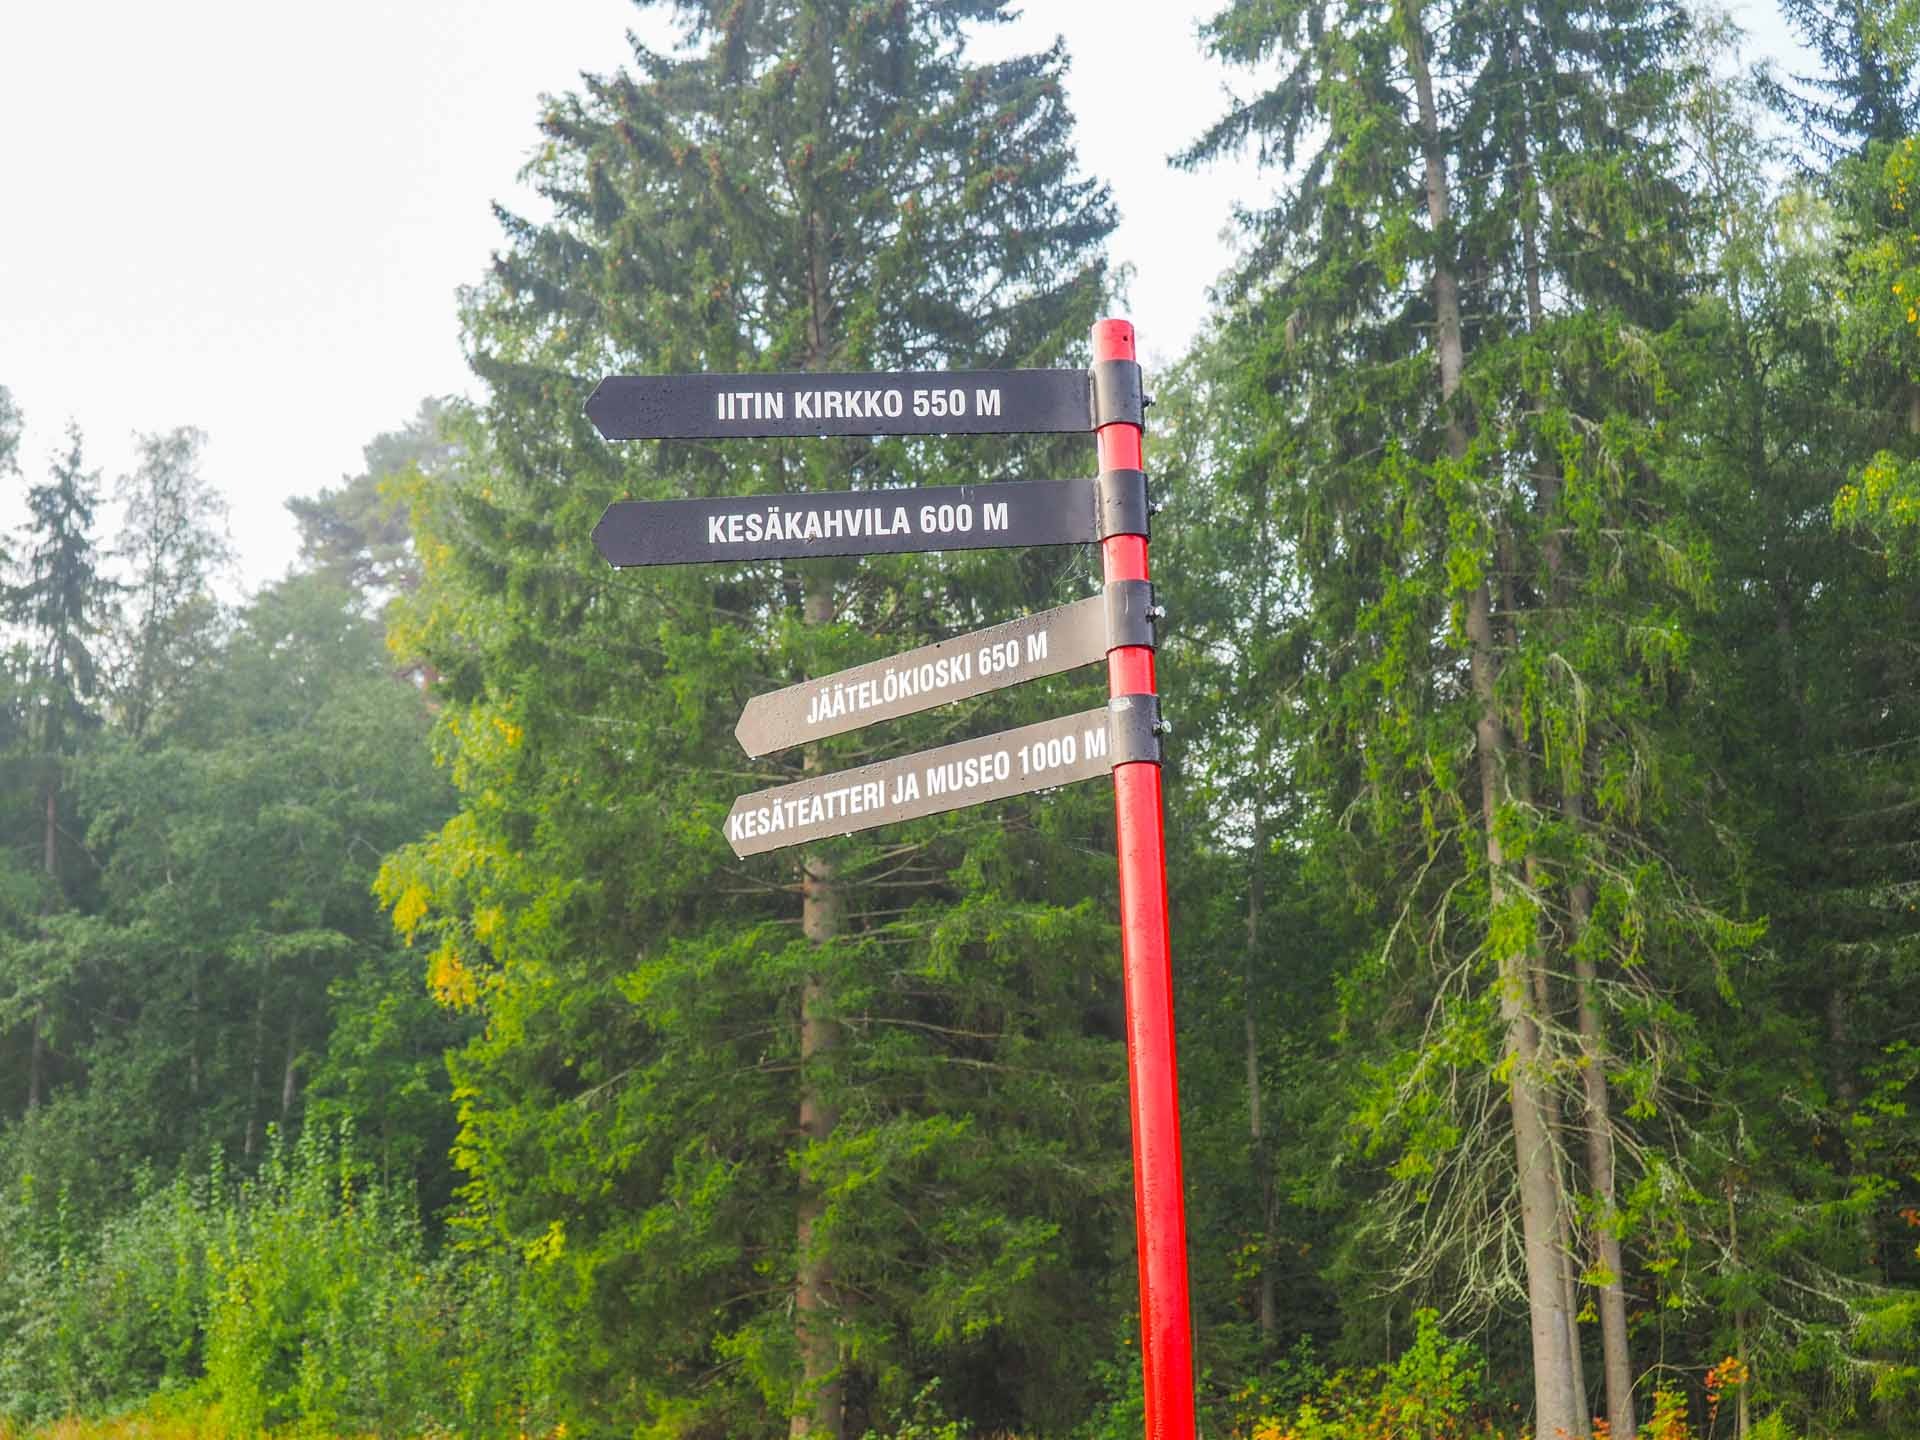 IITIN KIRKKO 550 M
KESÄKAHVILA 600 M
JÄÄTELÖKIOSKI 650 M
KESÄTEATTERI JA MUSEO 1000 M